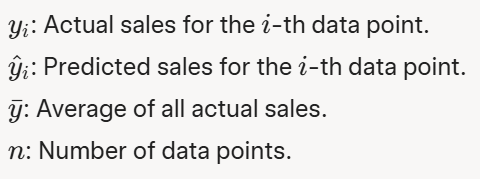 yᵢ: Actual sales for the i-th data point.
ŷᵢ: Predicted sales for the i-th data point.
ȳ: Average of all actual sales.
n: Number of data points.